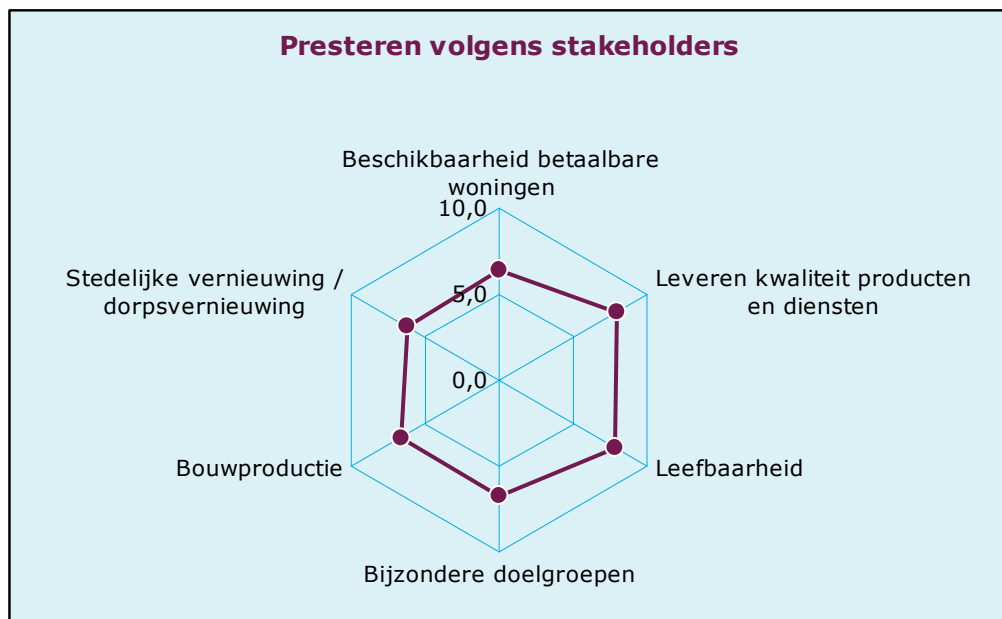 Presteren volgens stakeholders
Beschikbaarheid betaalbare
woningen
10,0
Stedelijke vernieuwing /
dorpsvernieuwing
5,0
Leveren kwaliteit producten
en diensten
0,0
Bouwproductie
Leefbaarheid
Bijzondere doelgroepen